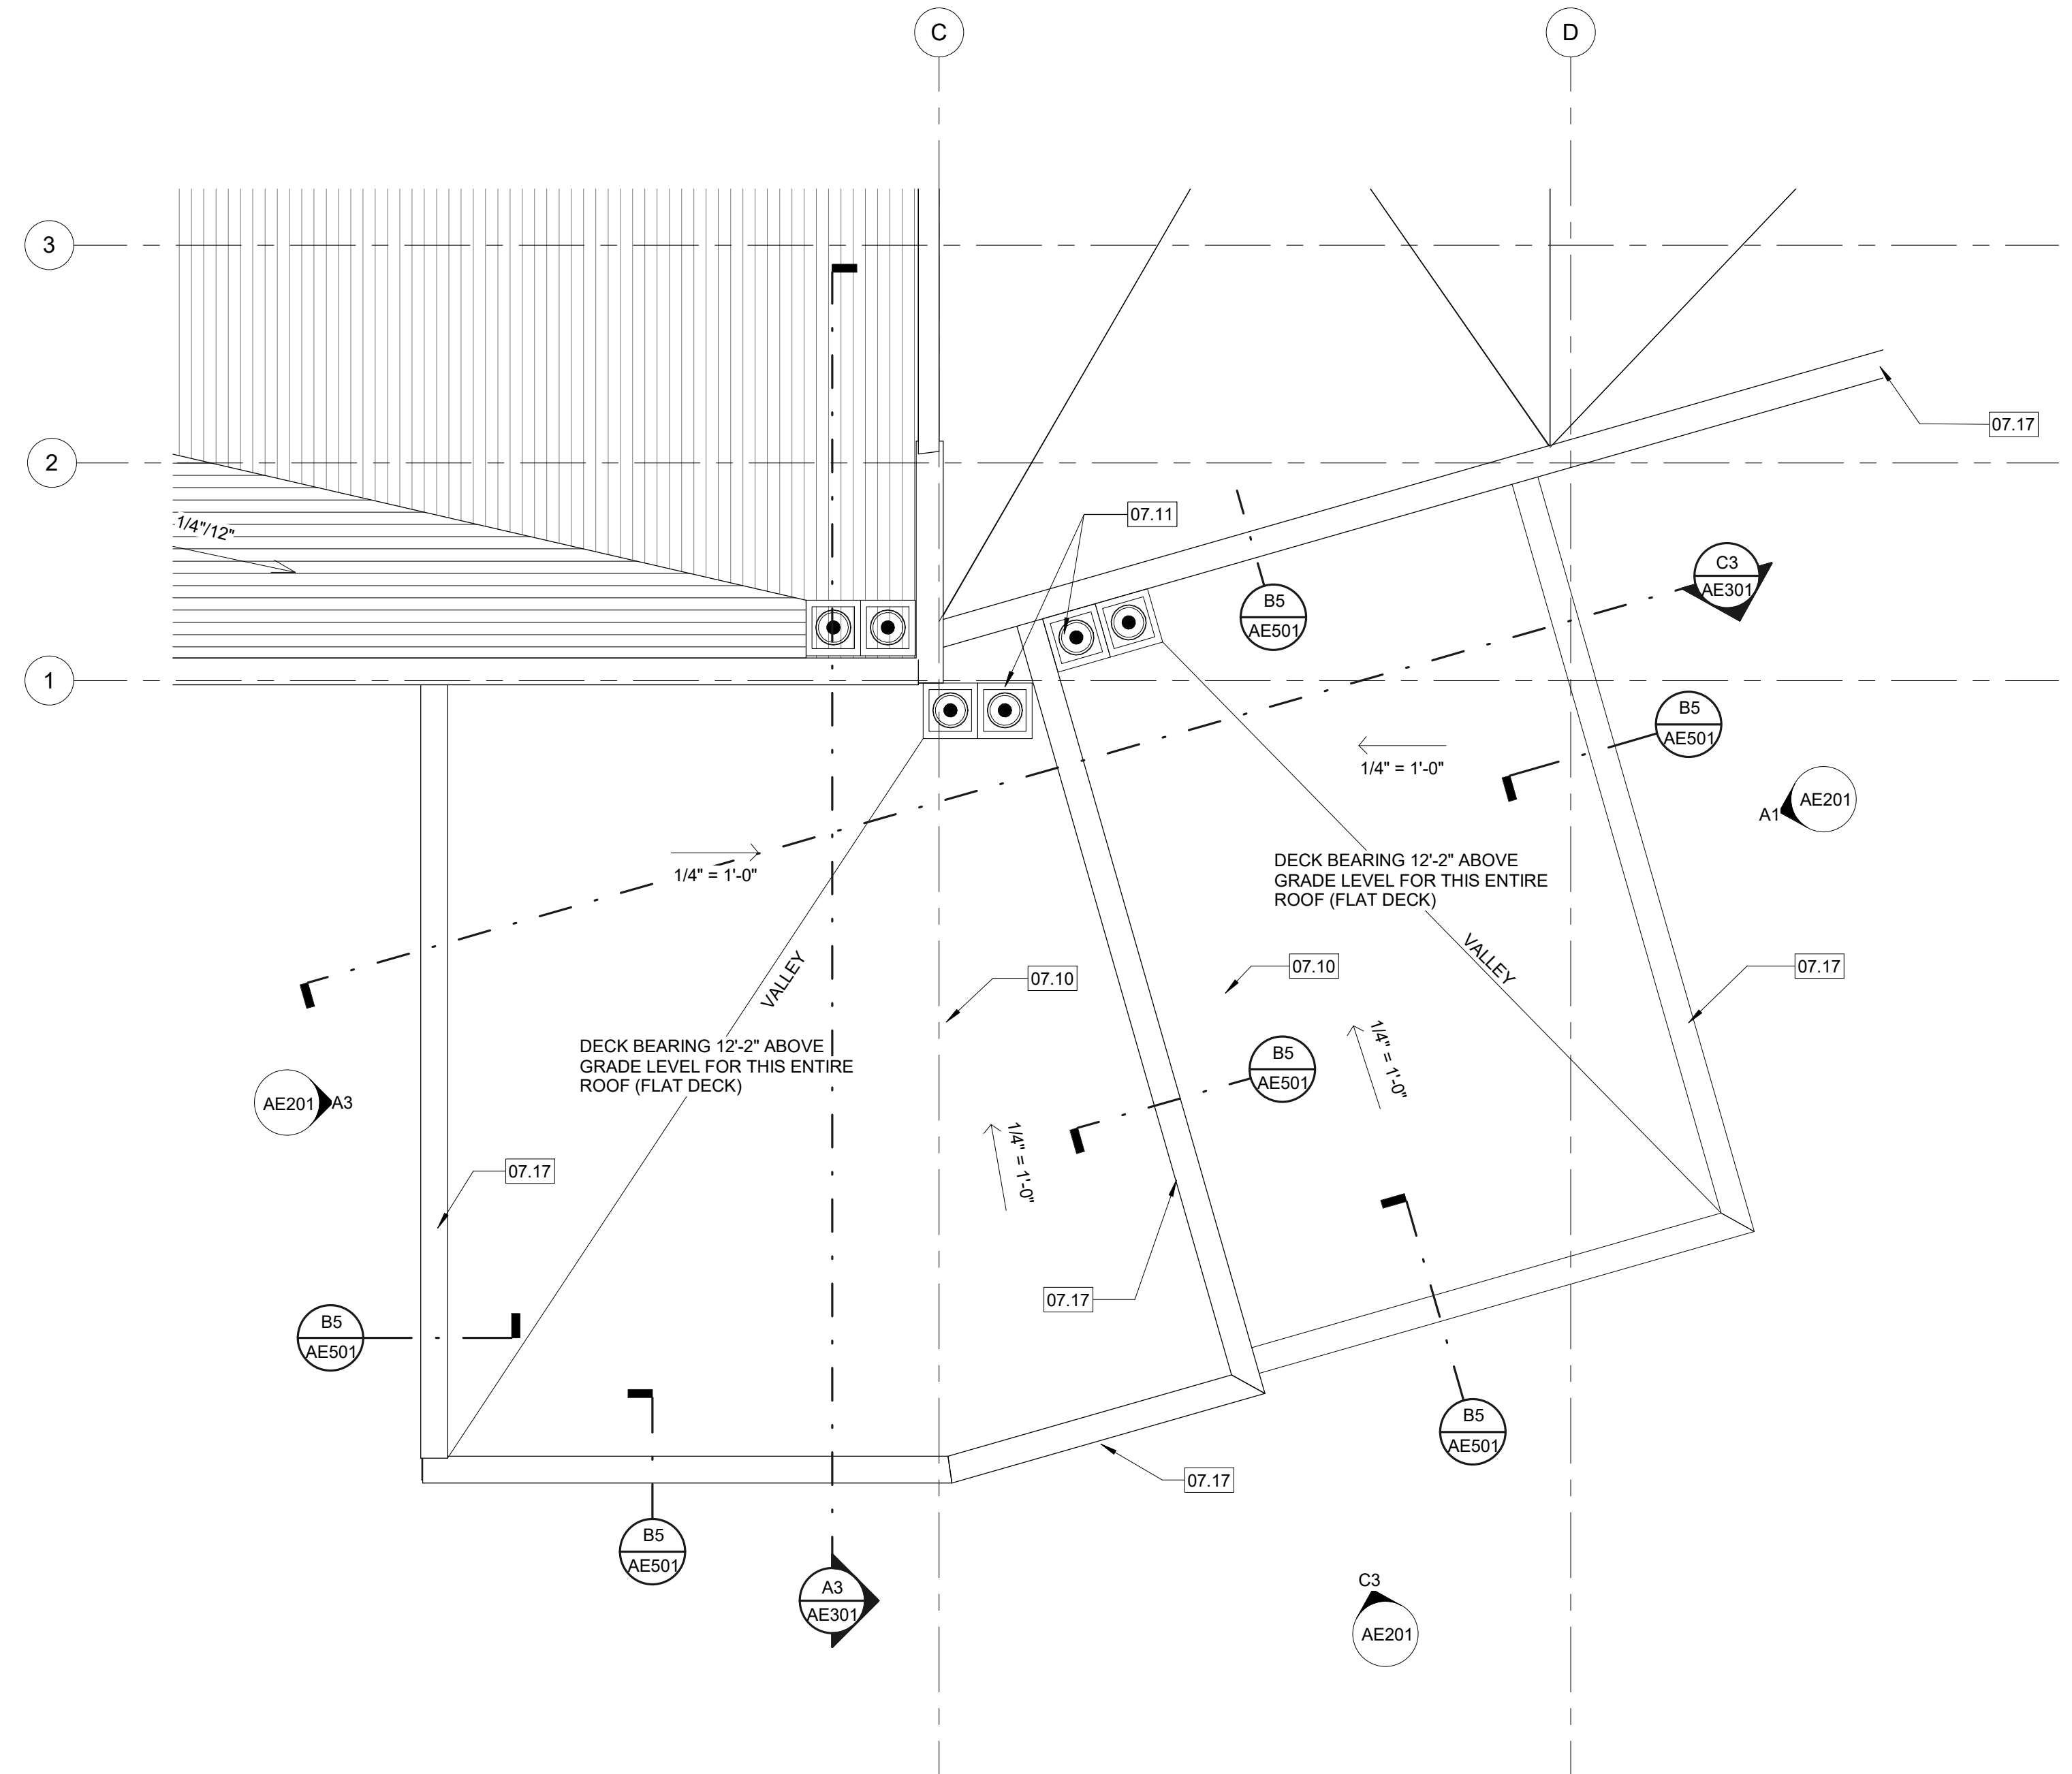 C
D
3
2
07.17
07.11
1/4"/12"
C3
AE301
B5
AE501
1
B5
AE501
1/4" = 1'-0"
AE201
A1
1/4" = 1'-0"
DECK BEARING 12'-2" ABOVE
GRADE LEVEL FOR THIS ENTIRE
ROOF (FLAT DECK)
VALLEY
VALLEY
07.10
07.10
07.17
DECK BEARING 12'-2" ABOVE
GRADE LEVEL FOR THIS ENTIRE
ROOF (FLAT DECK)
B5
AE501
1/4" = 1'-0"
AE201
A3
1/4" = 1'-0"
07.17
07.17
B5
AE501
B5
AE501
07.17
B5
AE501
A3
AE301
C3
AE201